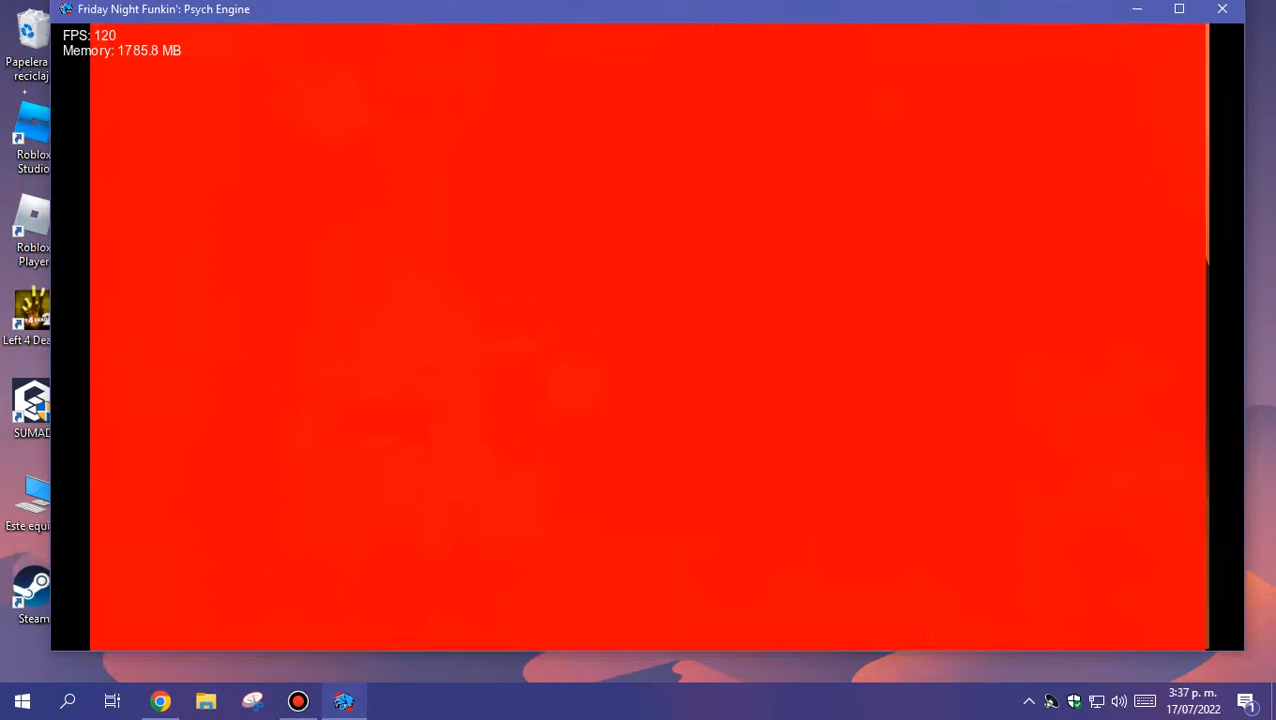 Friday Night Funkin': Psych Engine
FPS: 120
Memory: 1785.8 MB
Papelera
reciclaj
Roblox
Studio
Roblox
Player
Left 4 Dea
SUMAD
Este equi
Steam
3:37 p. m.
17/07/2022
1